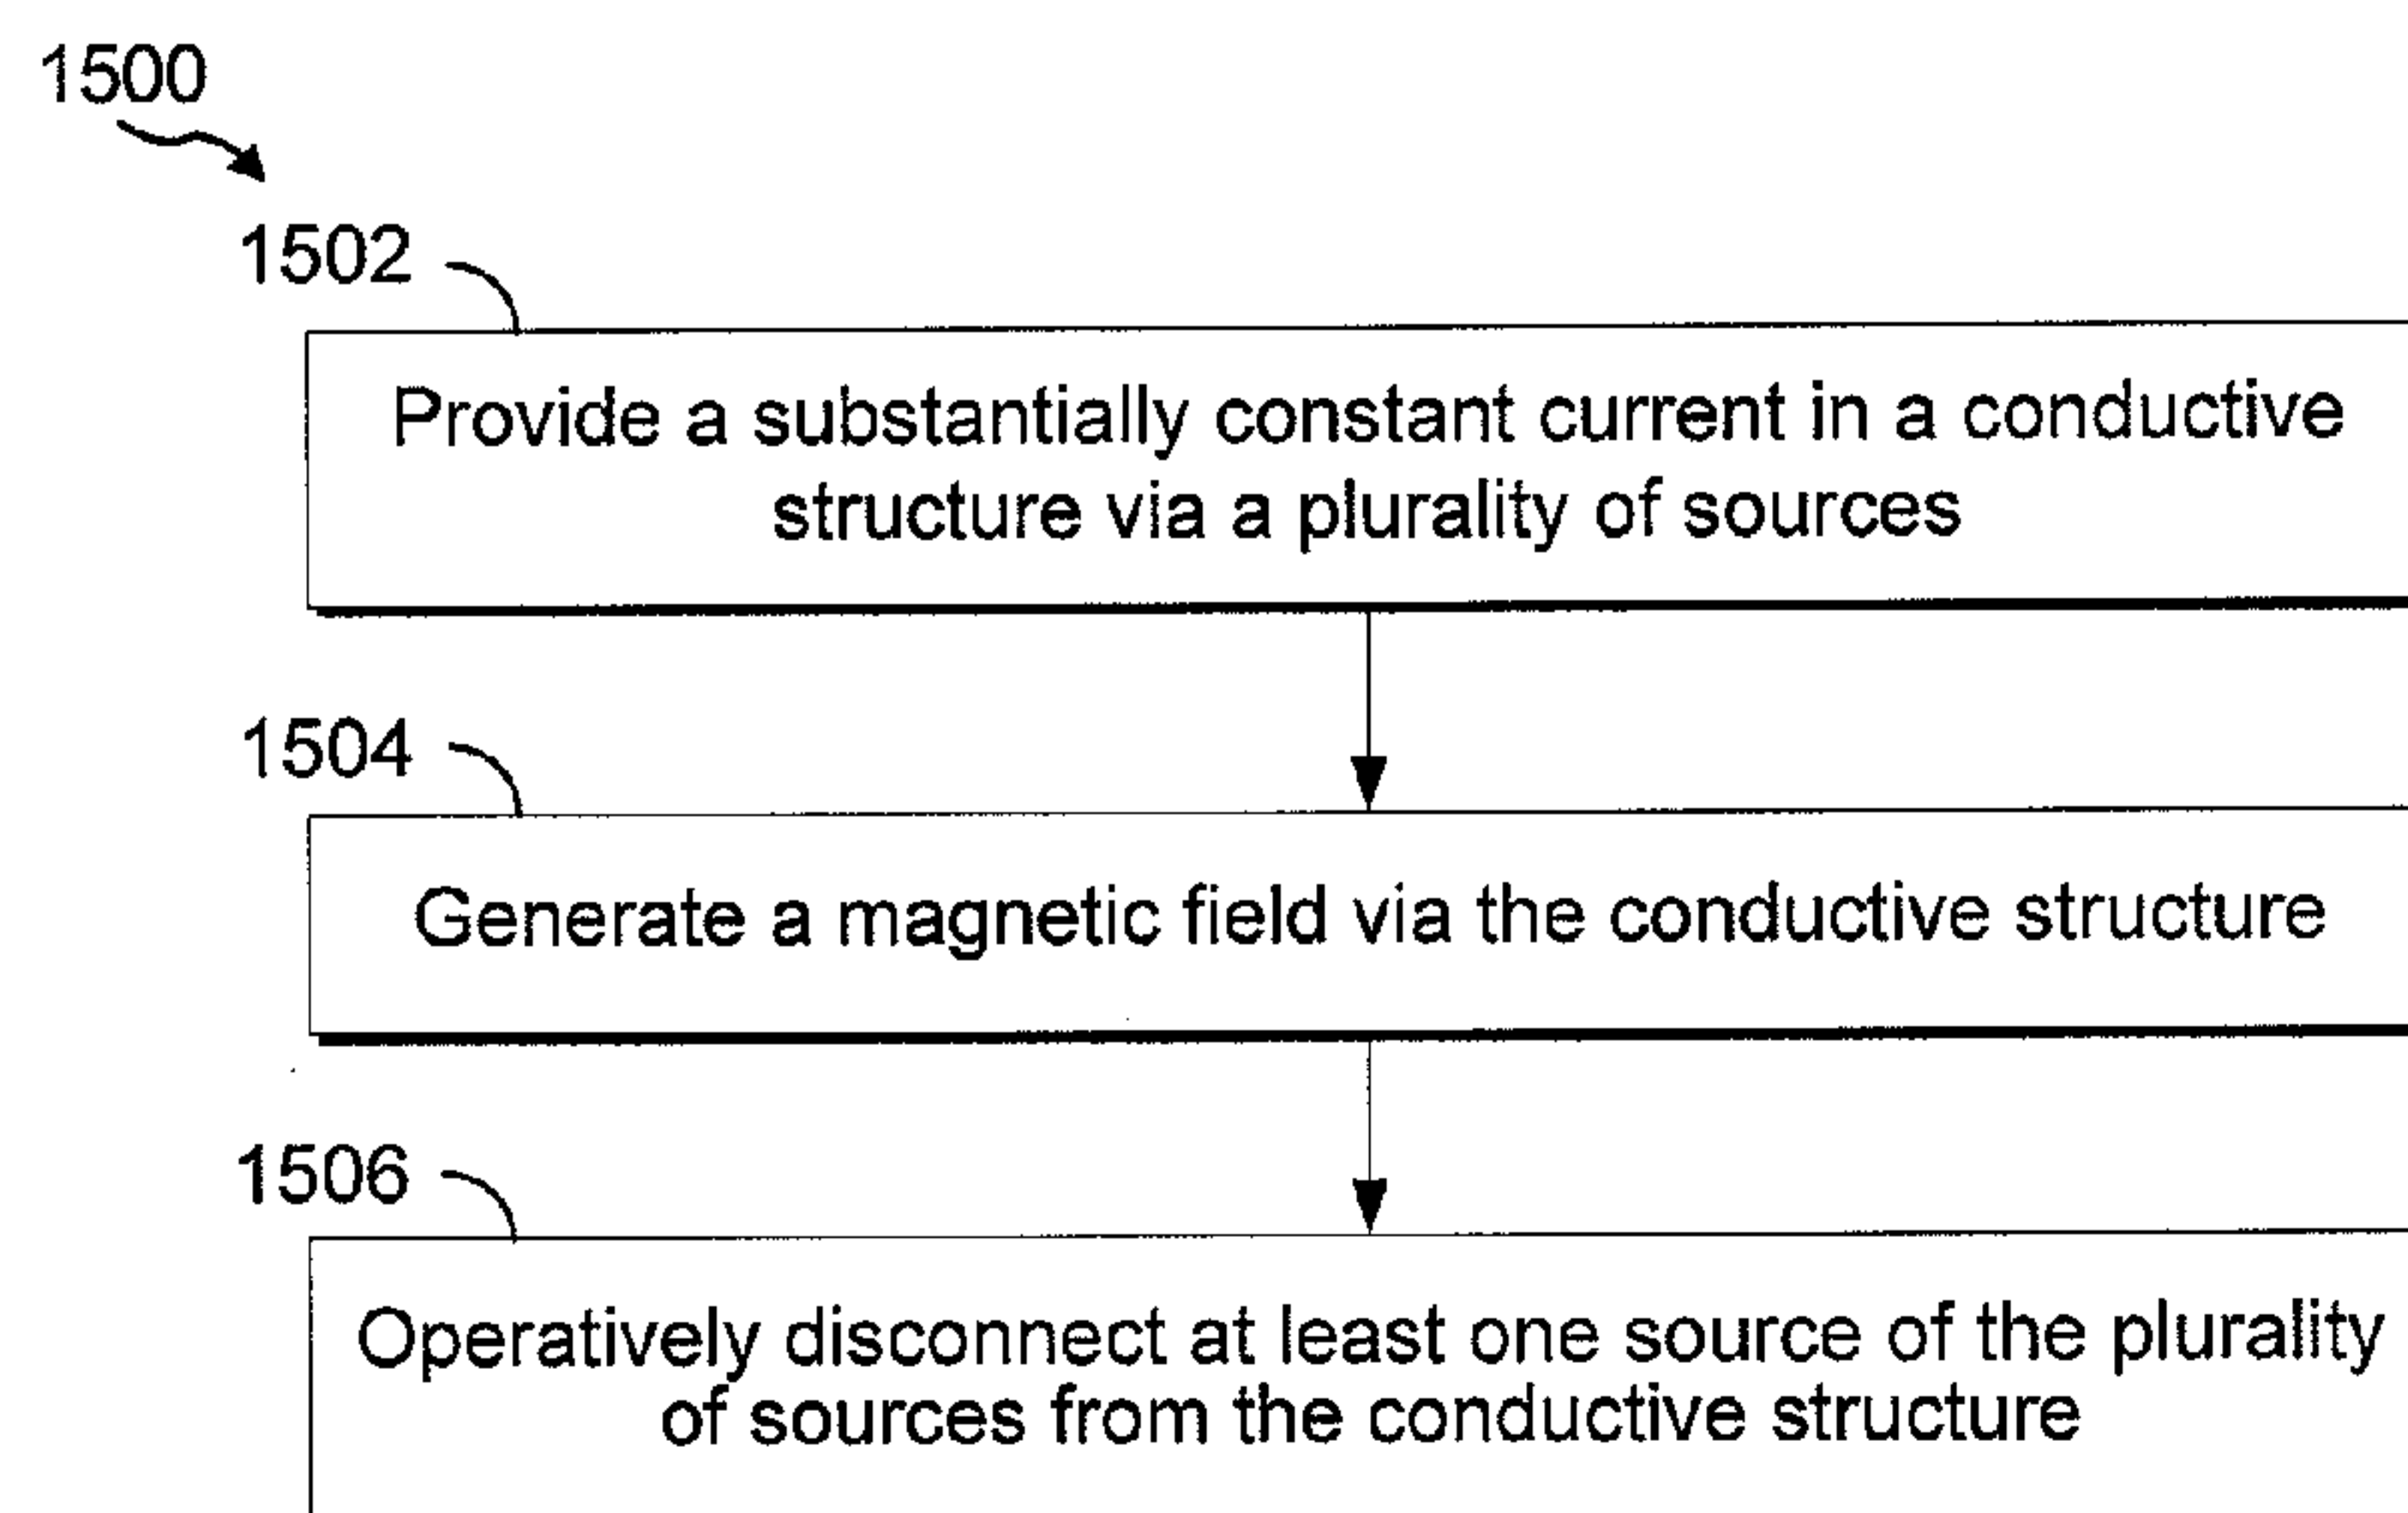 1500
1502
Provide a substantially constant current in a conductive
structure via a plurality of sources
1504
Generate a magnetic field via the conductive structure
1506
Operatively disconnect at least one source of the plurality
of sources from the conductive structure